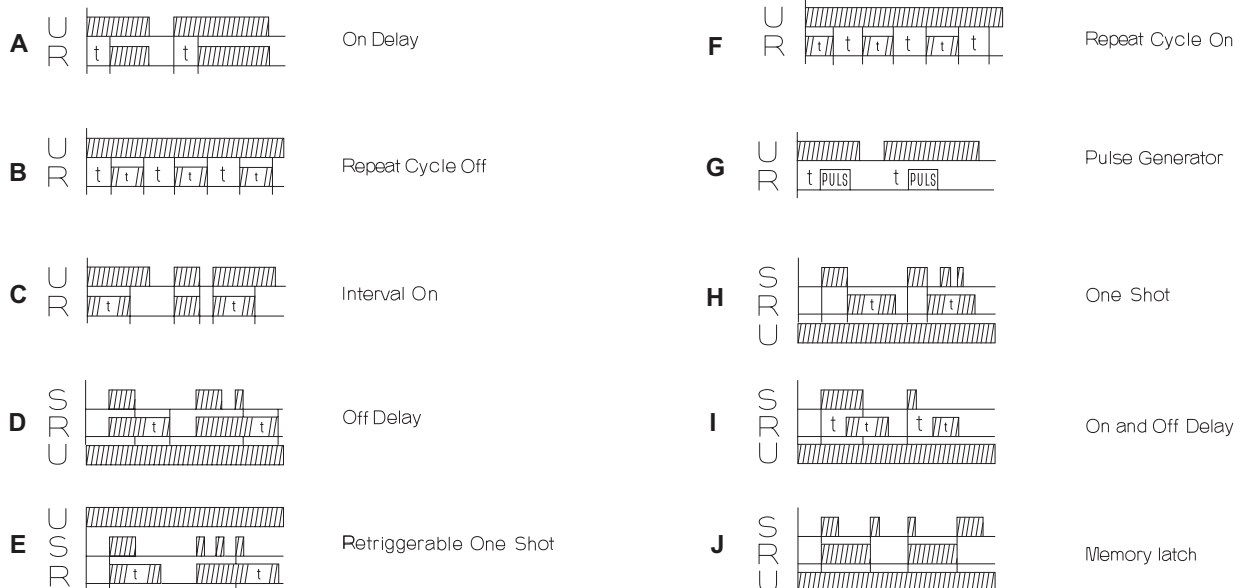 A
U
R
t
t
On Delay
B
U
R
t t t t t t
Repeat Cycle Off
C
U
R
t t
Interval On
D
S
R
U
t t
Off Delay
E
U
S
R
t t
Retriggerable One Shot
F
U
R
t t t t t t
Repeat Cycle On
G
U
R
t PULS t PULS
Pulse Generator
H
S
R
U
t t
One Shot
I
S
R
U
t t t t
On and Off Delay
J
S
R
U
Memory latch